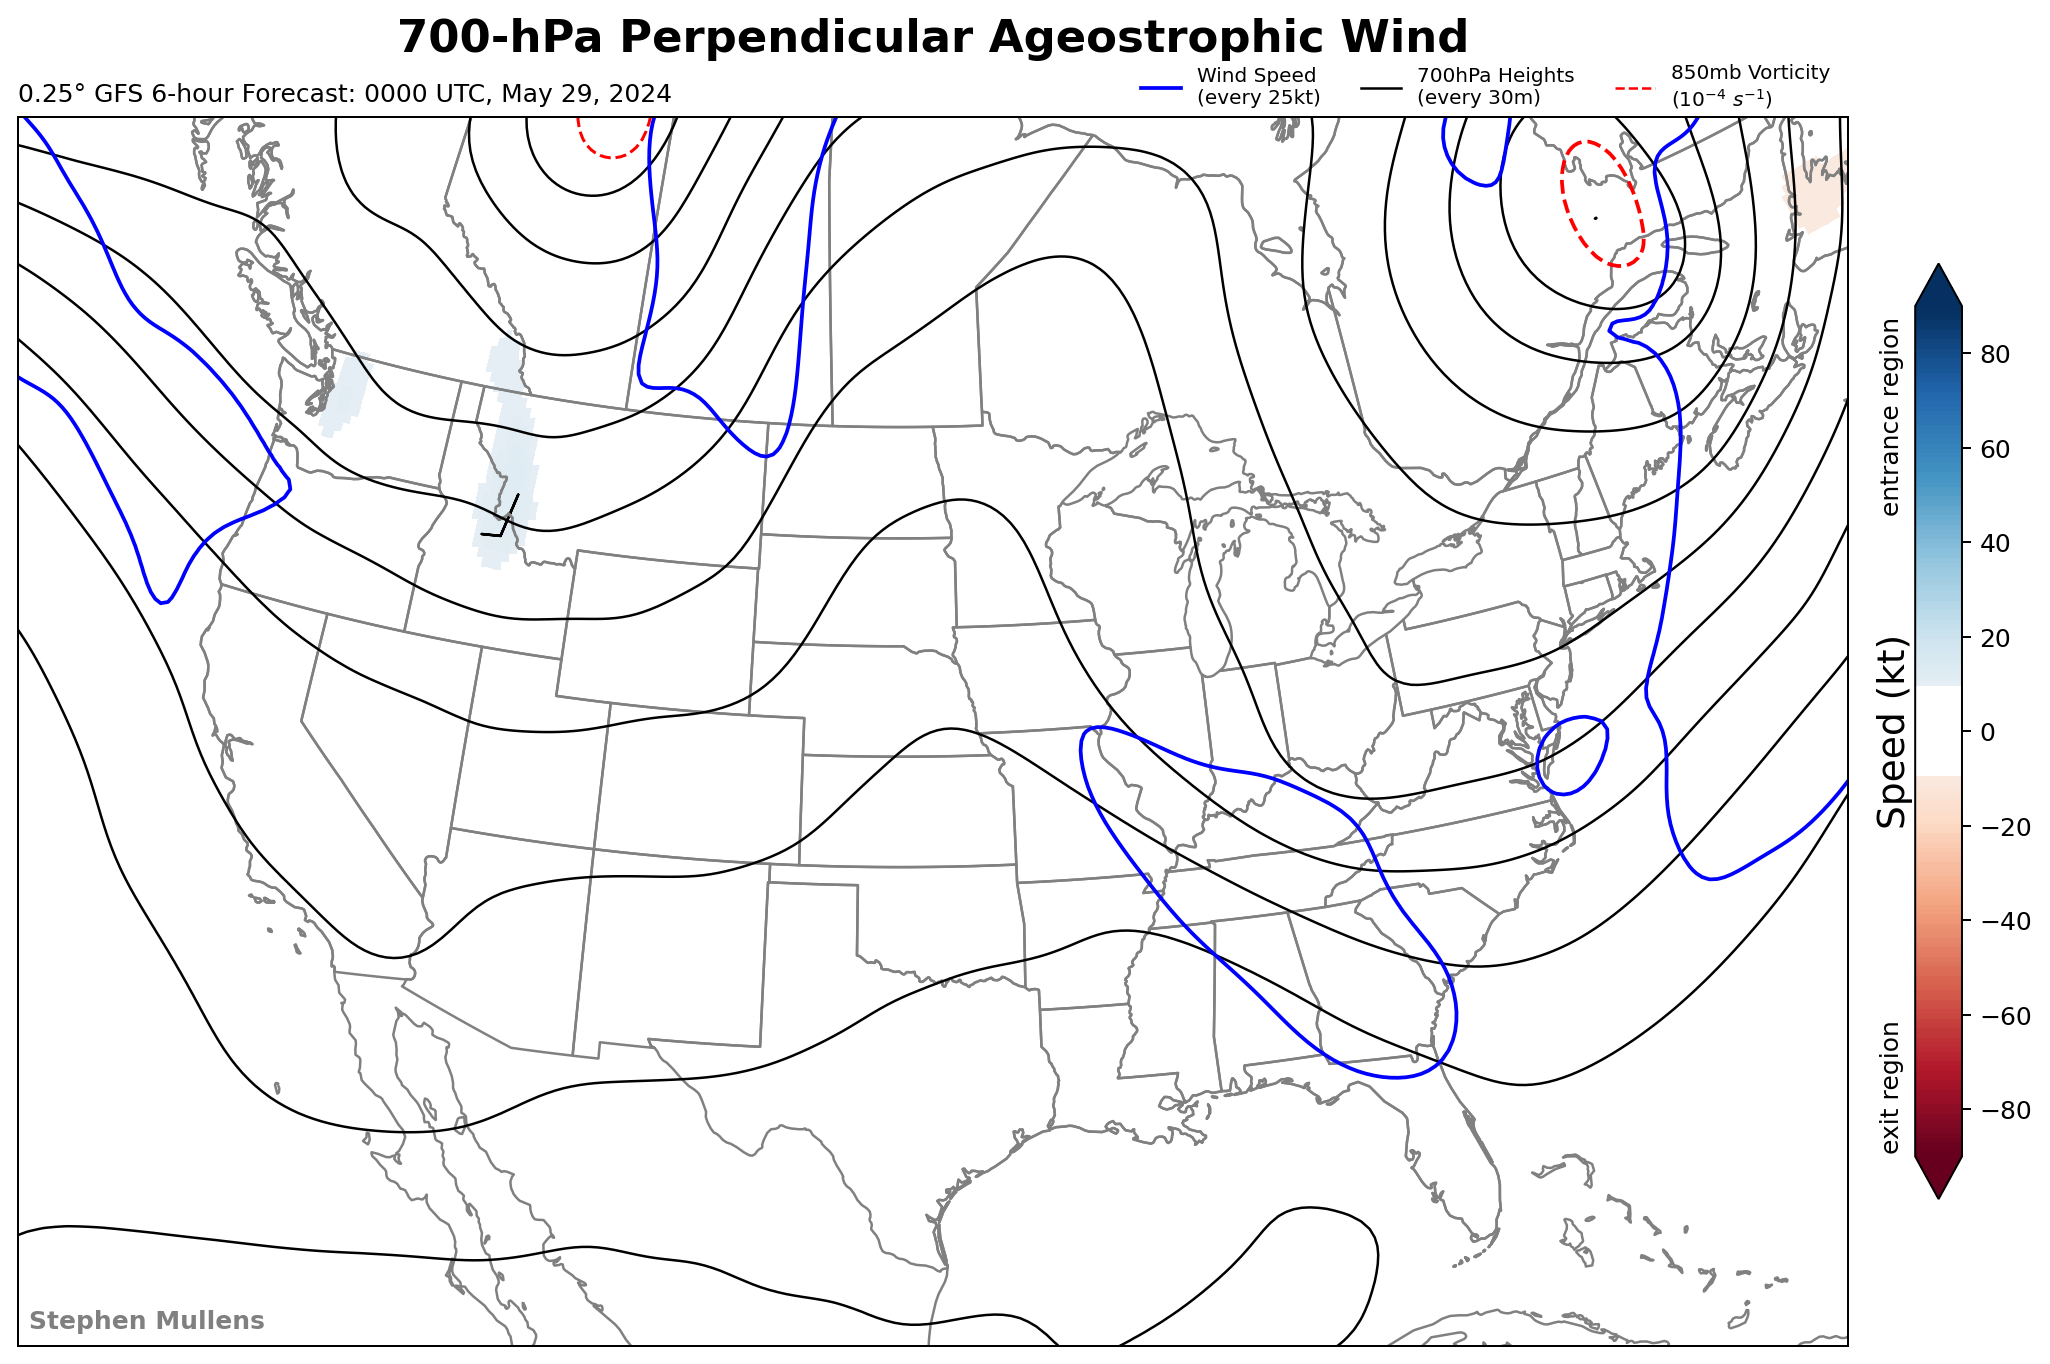 700-hPa Perpendicular Ageostrophic Wind
0.25° GFS 6-hour Forecast: 0000 UTC, May 29, 2024
Wind Speed
(every 25kt)
700hPa Heights
(every 30m)
850mb Vorticity
(10⁻⁴ s⁻¹)
entrance region
Speed (kt)
exit region
80
60
40
20
0
−20
−40
−60
−80
Stephen Mullens